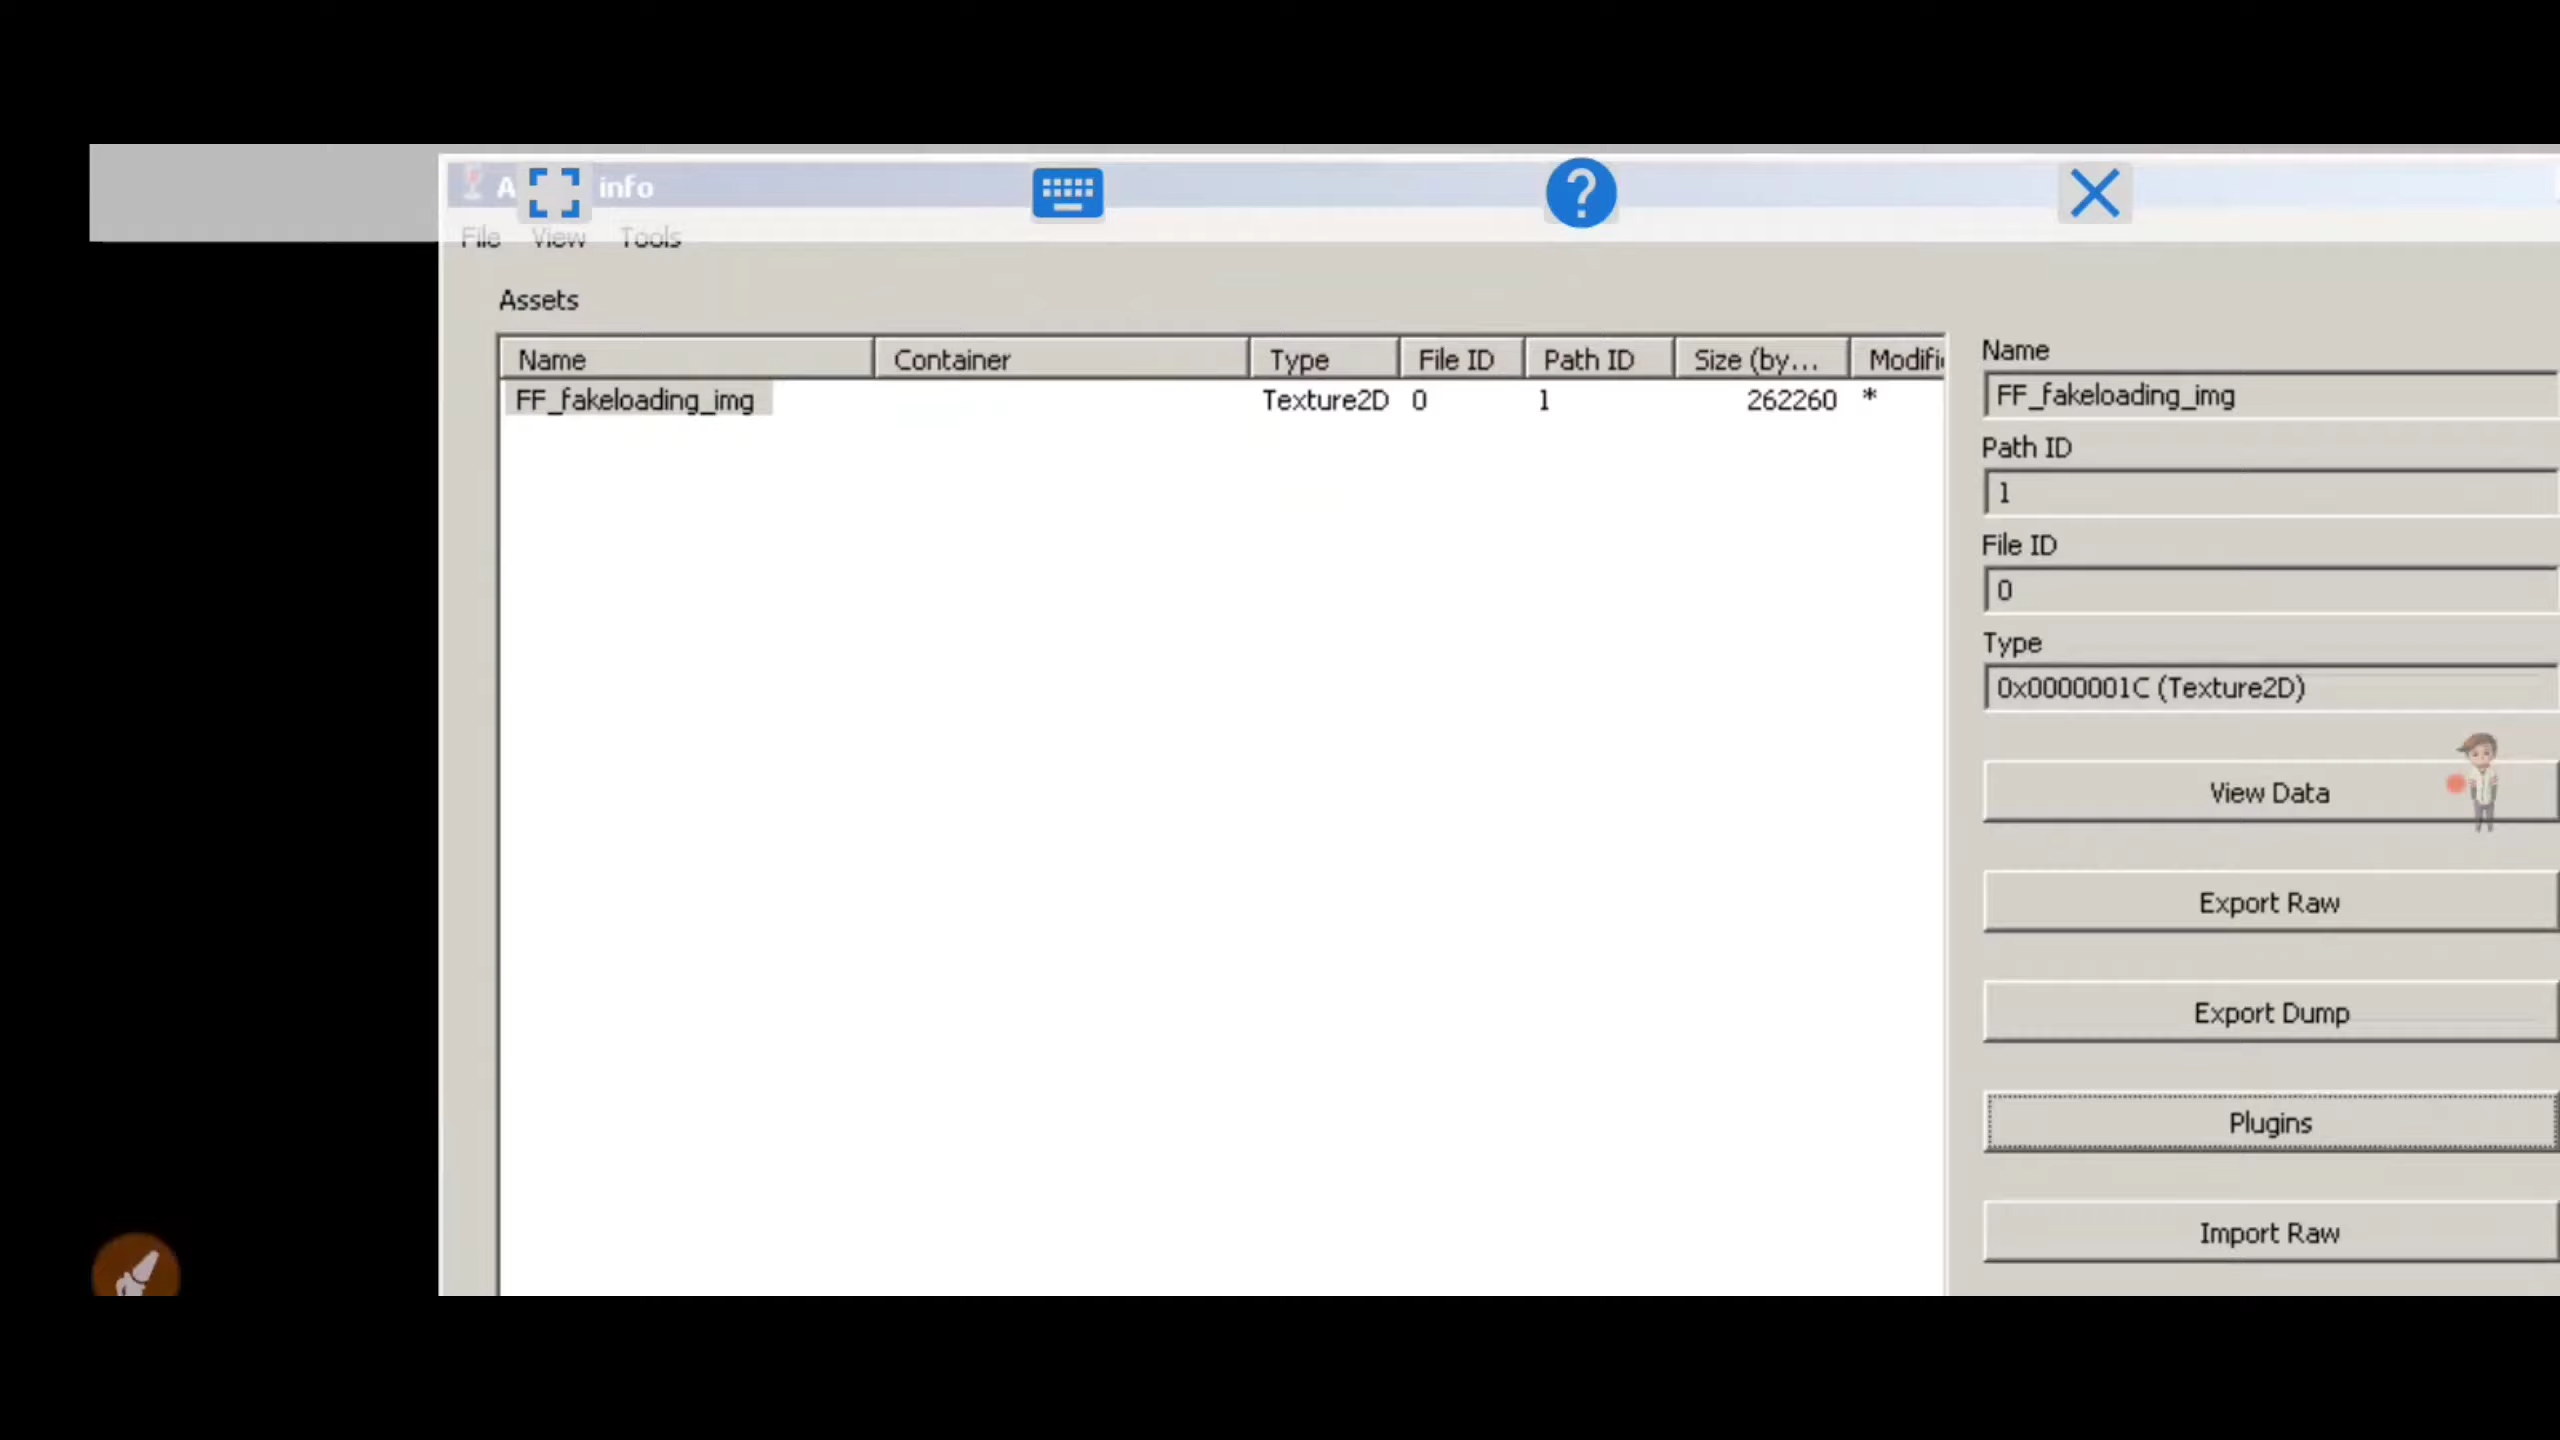 A info
File View Tools
Assets
Name Container Type File ID Path ID Size (by... Modifi
FF_fakeloading_img Texture2D 0 1 262260 *
Name
FF_fakeloading_img
Path ID
1
File ID
0
Type
0x0000001C (Texture2D)
View Data
Export Raw
Export Dump
Plugins
Import Raw